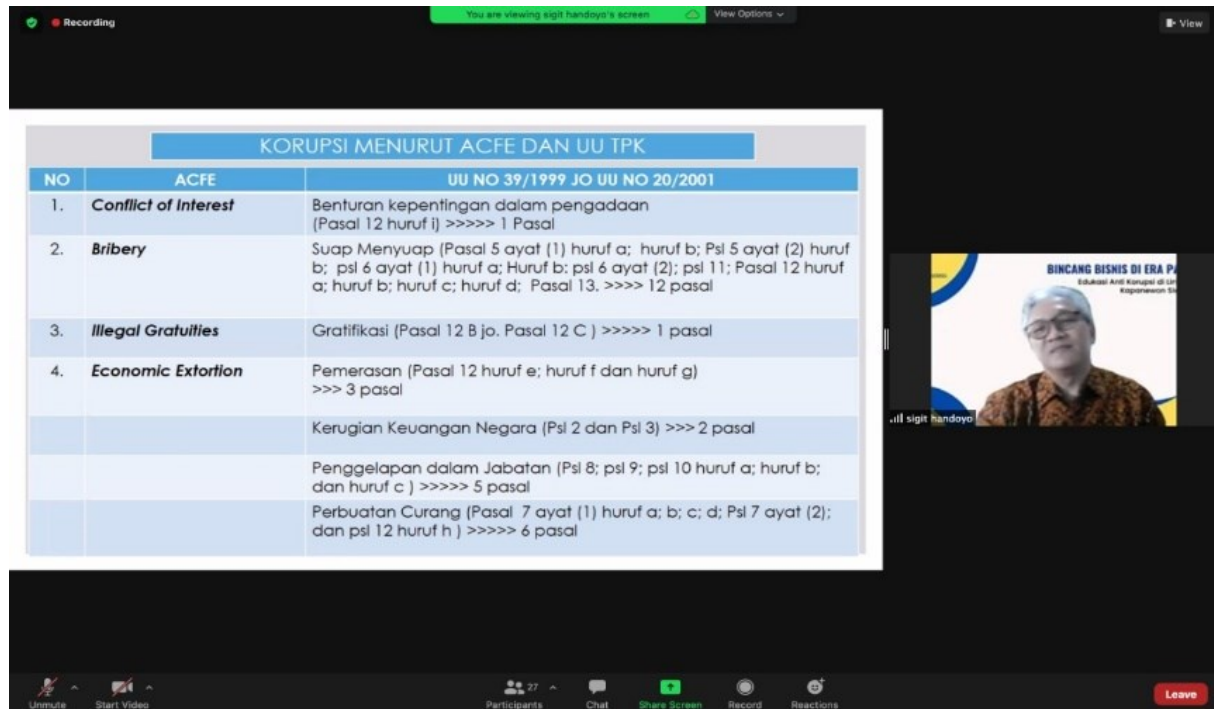 Recording
You are viewing sigit handoyo's screen
View Options
View
KORUPSI MENURUT ACFE DAN UU TPK
NO ACFE UU NO 39/1999 JO UU NO 20/2001
1. Conflict of Interest Benturan kepentingan dalam pengadaan
(Pasal 12 huruf i) >>>>> 1 Pasal
2. Bribery Suap Menyuap (Pasal 5 ayat (1) huruf a; huruf b; Psl 5 ayat (2) huruf
b; psl 6 ayat (1) huruf a; Huruf b: psl 6 ayat (2); psl 11; Pasal 12 huruf
a; huruf b; huruf c; huruf d; Pasal 13. >>>> 12 pasal
3. Illegal Gratuities Gratifikasi (Pasal 12 B jo. Pasal 12 C ) >>>>> 1 pasal
4. Economic Extortion Pemerasan (Pasal 12 huruf e; huruf f dan huruf g)
>>> 3 pasal
Kerugian Keuangan Negara (Psl 2 dan Psl 3) >>> 2 pasal
Penggelapan dalam Jabatan (Psl 8; psl 9; psl 10 huruf a; huruf b;
dan huruf c ) >>>>> 5 pasal
Perbuatan Curang (Pasal 7 ayat (1) huruf a; b; c; d; Psl 7 ayat (2);
dan psl 12 huruf h ) >>>>> 6 pasal
BINCANG BISNIS DI ERA PA
Edukasi Anti Korupsi di
Kapanewon
sigit handoyo
Unmute
Start Video
27
Participants
Chat
Share Screen
Record
Reactions
Leave